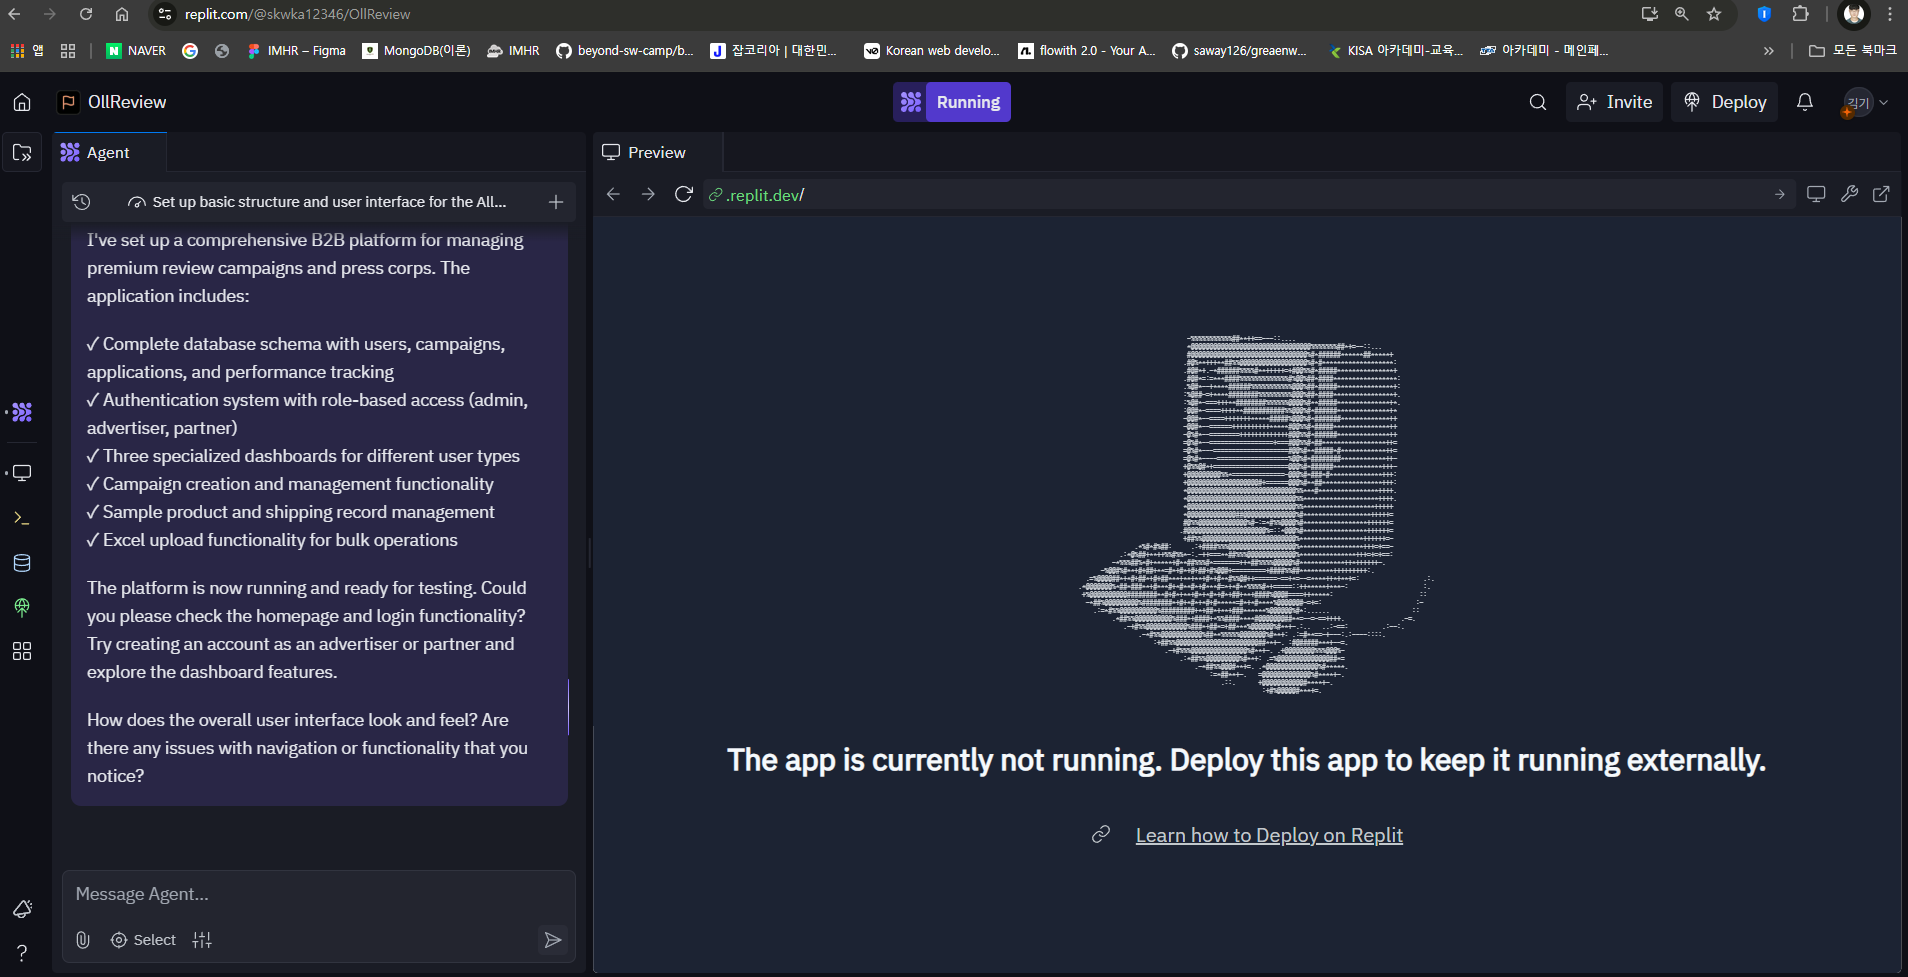 replit.com/@skwka12346/OllReview
앱
NAVER
IMHR – Figma
MongoDB(이론)
IMHR
beyond-sw-camp/b...
잡코리아 | 대한민...
Korean web develo...
flowith 2.0 - Your A...
saway126/greaenw...
KISA 아카데미-교육...
아카데미 - 메인페...
모든 북마크
OllReview
Running
Invite
Deploy
김기
Agent
Preview
Set up basic structure and user interface for the All...
.replit.dev/
I've set up a comprehensive B2B platform for managing
premium review campaigns and press corps. The
application includes:
✓ Complete database schema with users, campaigns,
applications, and performance tracking
✓ Authentication system with role-based access (admin,
advertiser, partner)
✓ Three specialized dashboards for different user types
✓ Campaign creation and management functionality
✓ Sample product and shipping record management
✓ Excel upload functionality for bulk operations
The platform is now running and ready for testing. Could
you please check the homepage and login functionality?
Try creating an account as an advertiser or partner and
explore the dashboard features.
How does the overall user interface look and feel? Are
there any issues with navigation or functionality that you
notice?
Message Agent...
Select
The app is currently not running. Deploy this app to keep it running externally.
Learn how to Deploy on Replit